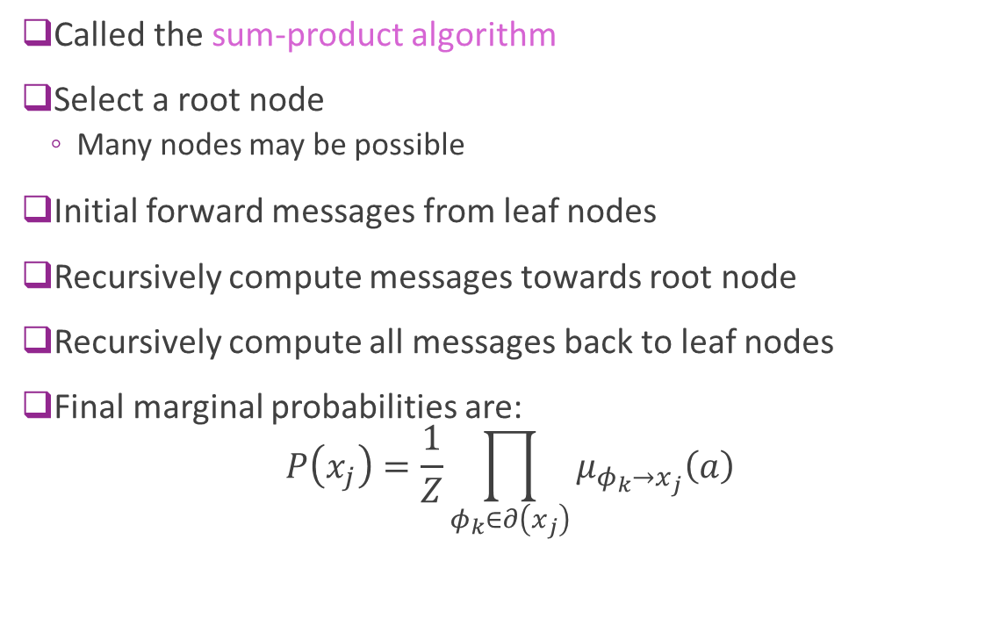 ❑Called the sum-product algorithm
❑Select a root node
◦ Many nodes may be possible
❑Initial forward messages from leaf nodes
❑Recursively compute messages towards root node
❑Recursively compute all messages back to leaf nodes
❑Final marginal probabilities are:
$P(x_j) = \frac{1}{Z} \prod_{\phi_k \in \partial(x_j)} \mu_{\phi_k \to x_j}(a)$